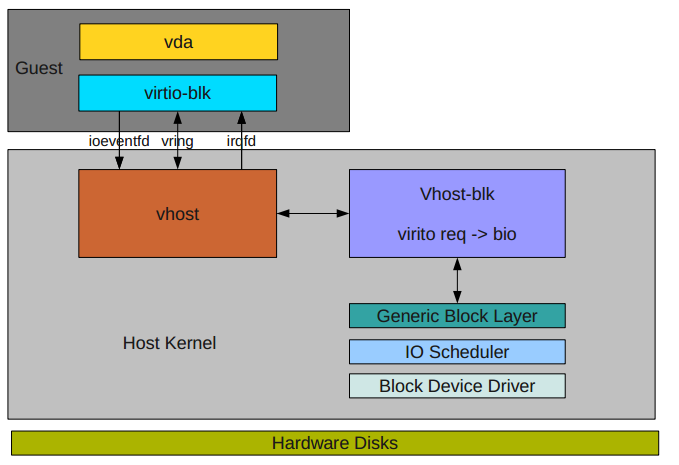 vda
Guest
virtio-blk
ioeventfd vring irqfd
vhost
Vhost-blk
virito req -> bio
Generic Block Layer
Host Kernel
IO Scheduler
Block Device Driver
Hardware Disks